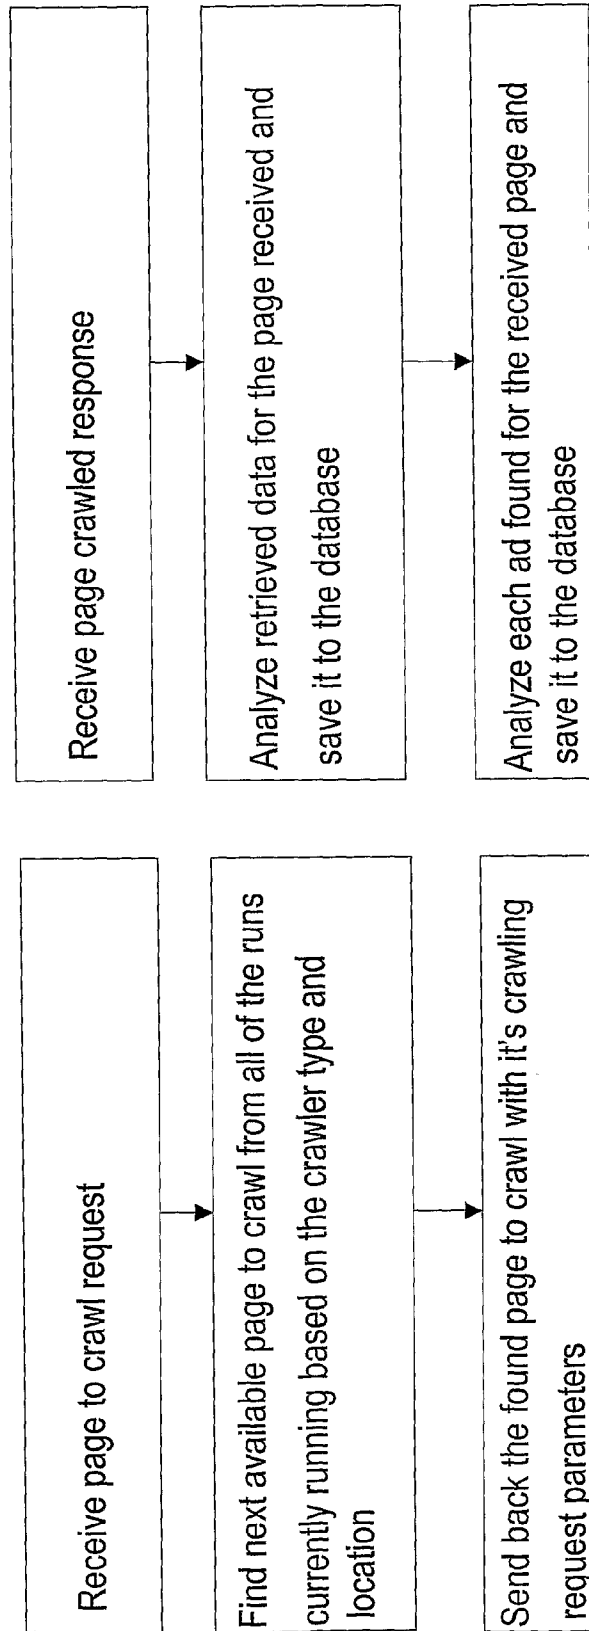 Receive page to crawl request
Find next available page to crawl from all of the runs
currently running based on the crawler type and
location
Send back the found page to crawl with it's crawling
request parameters
Receive page crawled response
Analyze retrieved data for the page received and
save it to the database
Analyze each ad found for the received page and
save it to the database